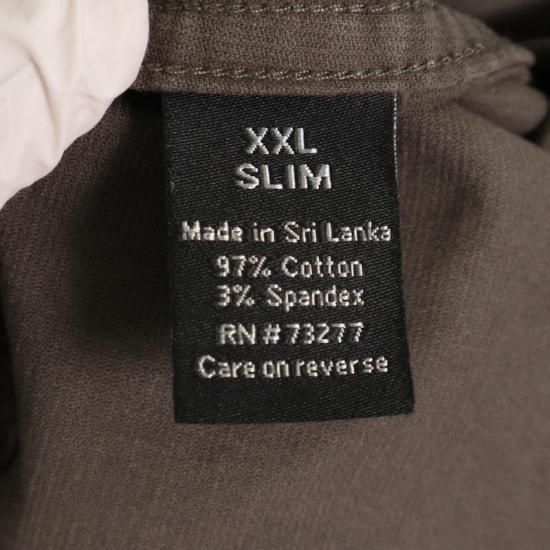 XXL
SLIM
Made in Sri Lanka
97% Cotton
3% Spandex
RN#73277
Care on reverse